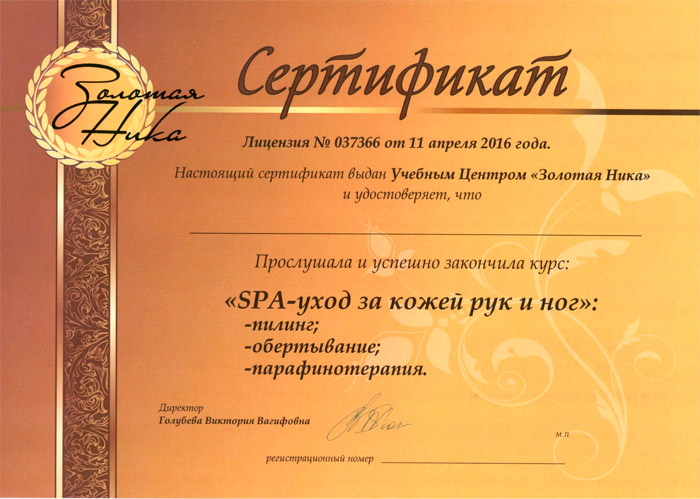 Золотая
Ника
Сертификат
Лицензия № 037366 от 11 апреля 2016 года.
Настоящий сертификат выдан Учебным Центром «Золотая Ника»
и удостоверяет, что
Прослушала и успешно закончила курс:
«SPA-уход за кожей рук и ног»:
-пилинг;
-обертывание;
-парафинотерапия.
Директор
Голубева Виктория Вагифовна
М П.
регистрационный номер